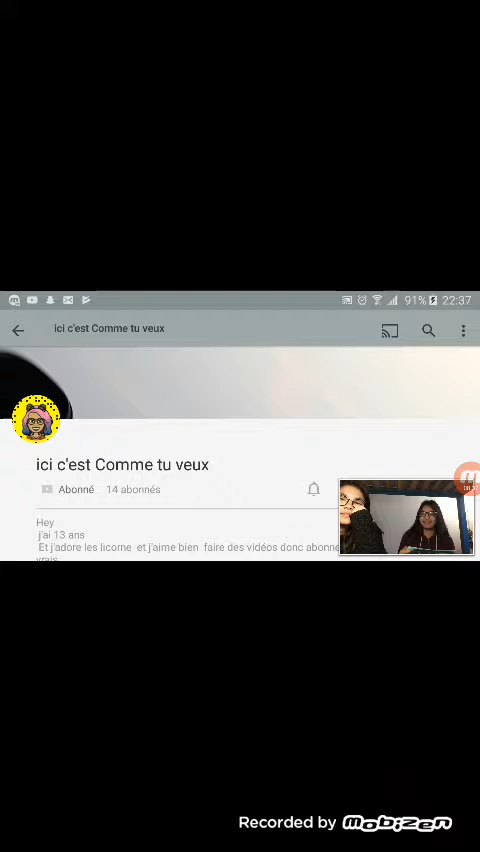 91% 22:37
ici c'est Comme tu veux
ici c'est Comme tu veux
Abonné 14 abonnés
Hey
j'ai 13 ans
Et j'adore les licorne et j'aime bien faire des vidéos donc abonne
vrais
Recorded by mobizen